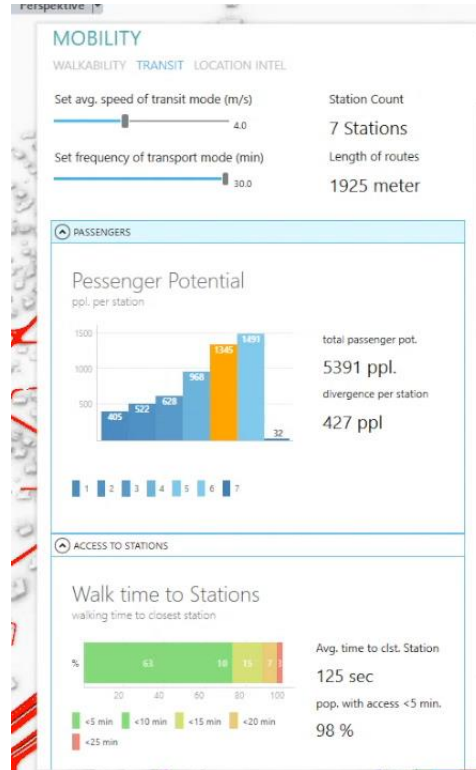 Perspektive
MOBILITY
WALKABILITY TRANSIT LOCATION INTEL
Set avg. speed of transit mode (m/s)
4.0
Set frequency of transport mode (min)
30.0
Station Count
7 Stations
Length of routes
1925 meter
PASSENGERS
Pessenger Potential
ppl. per station
1500
1000
500
405 522 628 968 1345 1491 32
1 2 3 4 5 6 7
total passenger pot.
5391 ppl.
divergence per station
427 ppl
ACCESS TO STATIONS
Walk time to Stations
walking time to closest station
% 63 10 15 7
20 40 60 80 100
<5 min <10 min <15 min <20 min
<25 min
Avg. time to clst. Station
125 sec
pop. with access <5 min.
98 %